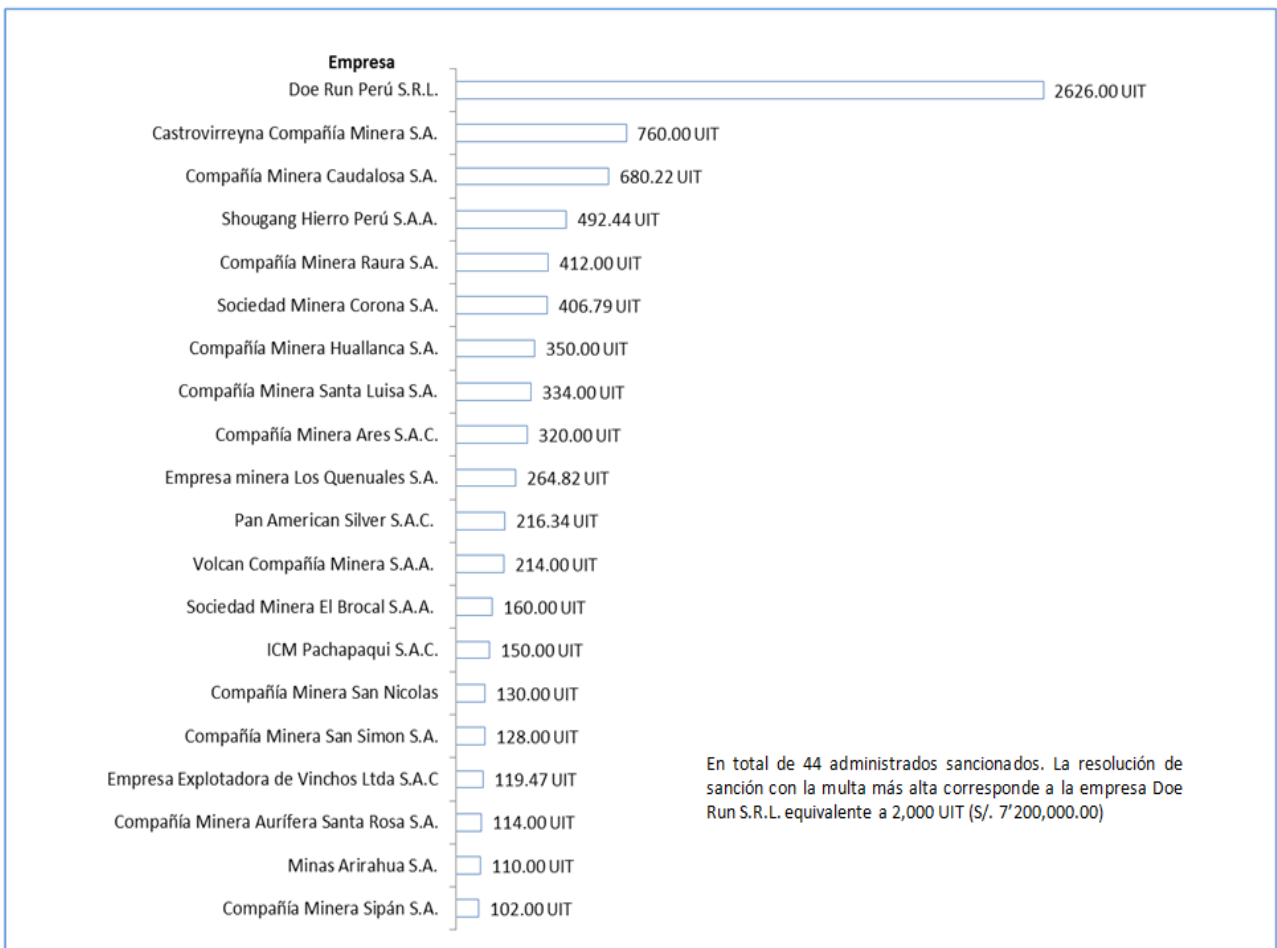 Empresa
Doe Run Perú S.R.L. 2626.00 UIT
Castrovirreyna Compañía Minera S.A. 760.00 UIT
Compañía Minera Caudalosa S.A. 680.22 UIT
Shougang Hierro Perú S.A.A. 492.44 UIT
Compañía Minera Raura S.A. 412.00 UIT
Sociedad Minera Corona S.A. 406.79 UIT
Compañía Minera Huallanca S.A. 350.00 UIT
Compañía Minera Santa Luisa S.A. 334.00 UIT
Compañía Minera Ares S.A.C. 320.00 UIT
Empresa minera Los Quenuales S.A. 264.82 UIT
Pan American Silver S.A.C. 216.34 UIT
Volcan Compañía Minera S.A.A. 214.00 UIT
Sociedad Minera El Brocal S.A.A. 160.00 UIT
ICM Pachapaqui S.A.C. 150.00 UIT
Compañía Minera San Nicolas 130.00 UIT
Compañía Minera San Simon S.A. 128.00 UIT
Empresa Explotadora de Vinchos Ltda S.A.C 119.47 UIT
Compañía Minera Aurífera Santa Rosa S.A. 114.00 UIT
Minas Arirahua S.A. 110.00 UIT
Compañía Minera Sipán S.A. 102.00 UIT
En total de 44 administrados sancionados. La resolución de
sanción con la multa más alta corresponde a la empresa Doe
Run S.R.L. equivalente a 2,000 UIT (S/. 7’200,000.00)